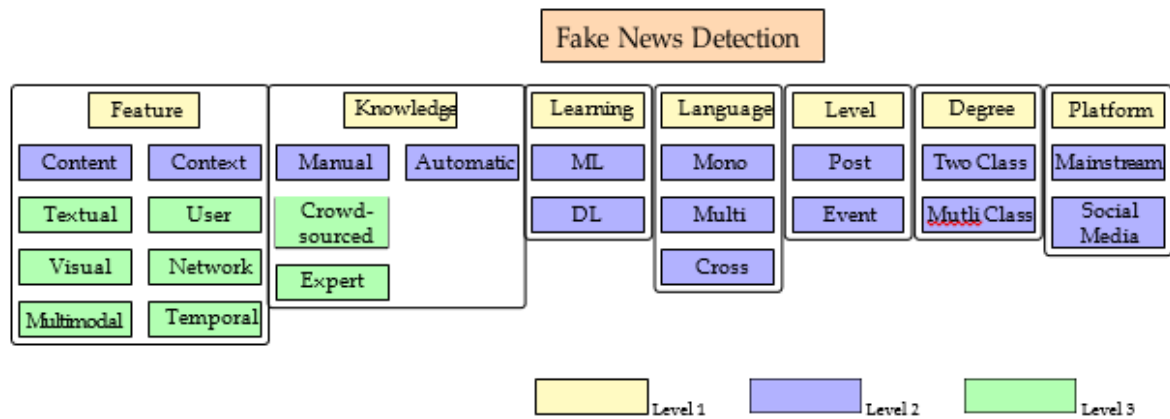 Fake News Detection
Feature
Knowledge
Learning
Language
Level
Degree
Platform
Content
Context
Manual
Automatic
ML
Mono
Post
Two Class
Mainstream
Textual
User
Crowd-
sourced
DL
Multi
Event
Mutli Class
Social
Media
Visual
Network
Expert
Cross
Multimodal
Temporal
Level 1
Level 2
Level 3